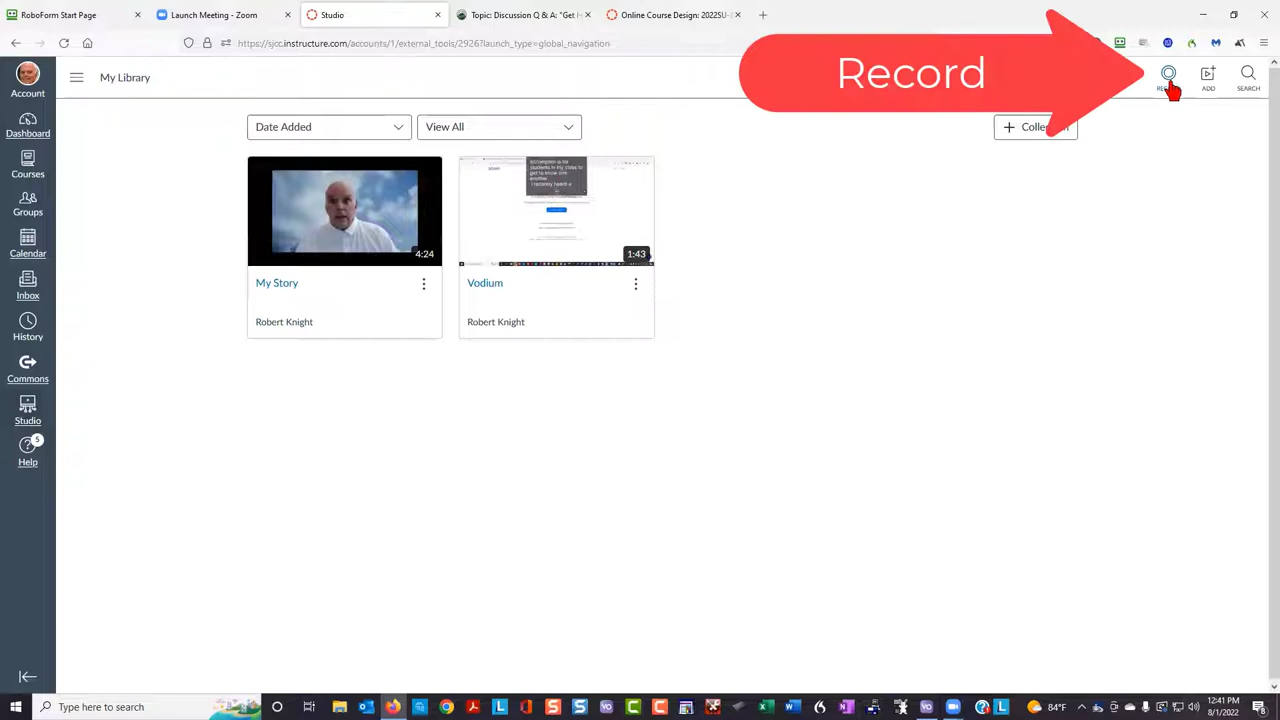 RoboForm Start Page
Launch Meeting - Zoom
Studio
Topic Discussion Q & A: "Get
Online Course Design: 2022SU-
https://sjcc.instructure.com/accounts/1/external_tools/2926?launch_type=global_navigation
Record
Account
My Library
ADD
SEARCH
Dashboard
Date Added
View All
Courses
4:24
1:43
Groups
My Story
Vodium
Calendar
Robert Knight
Robert Knight
Inbox
History
Commons
Studio
5
Help
Type here to search
84°F
12:41 PM
8/1/2022